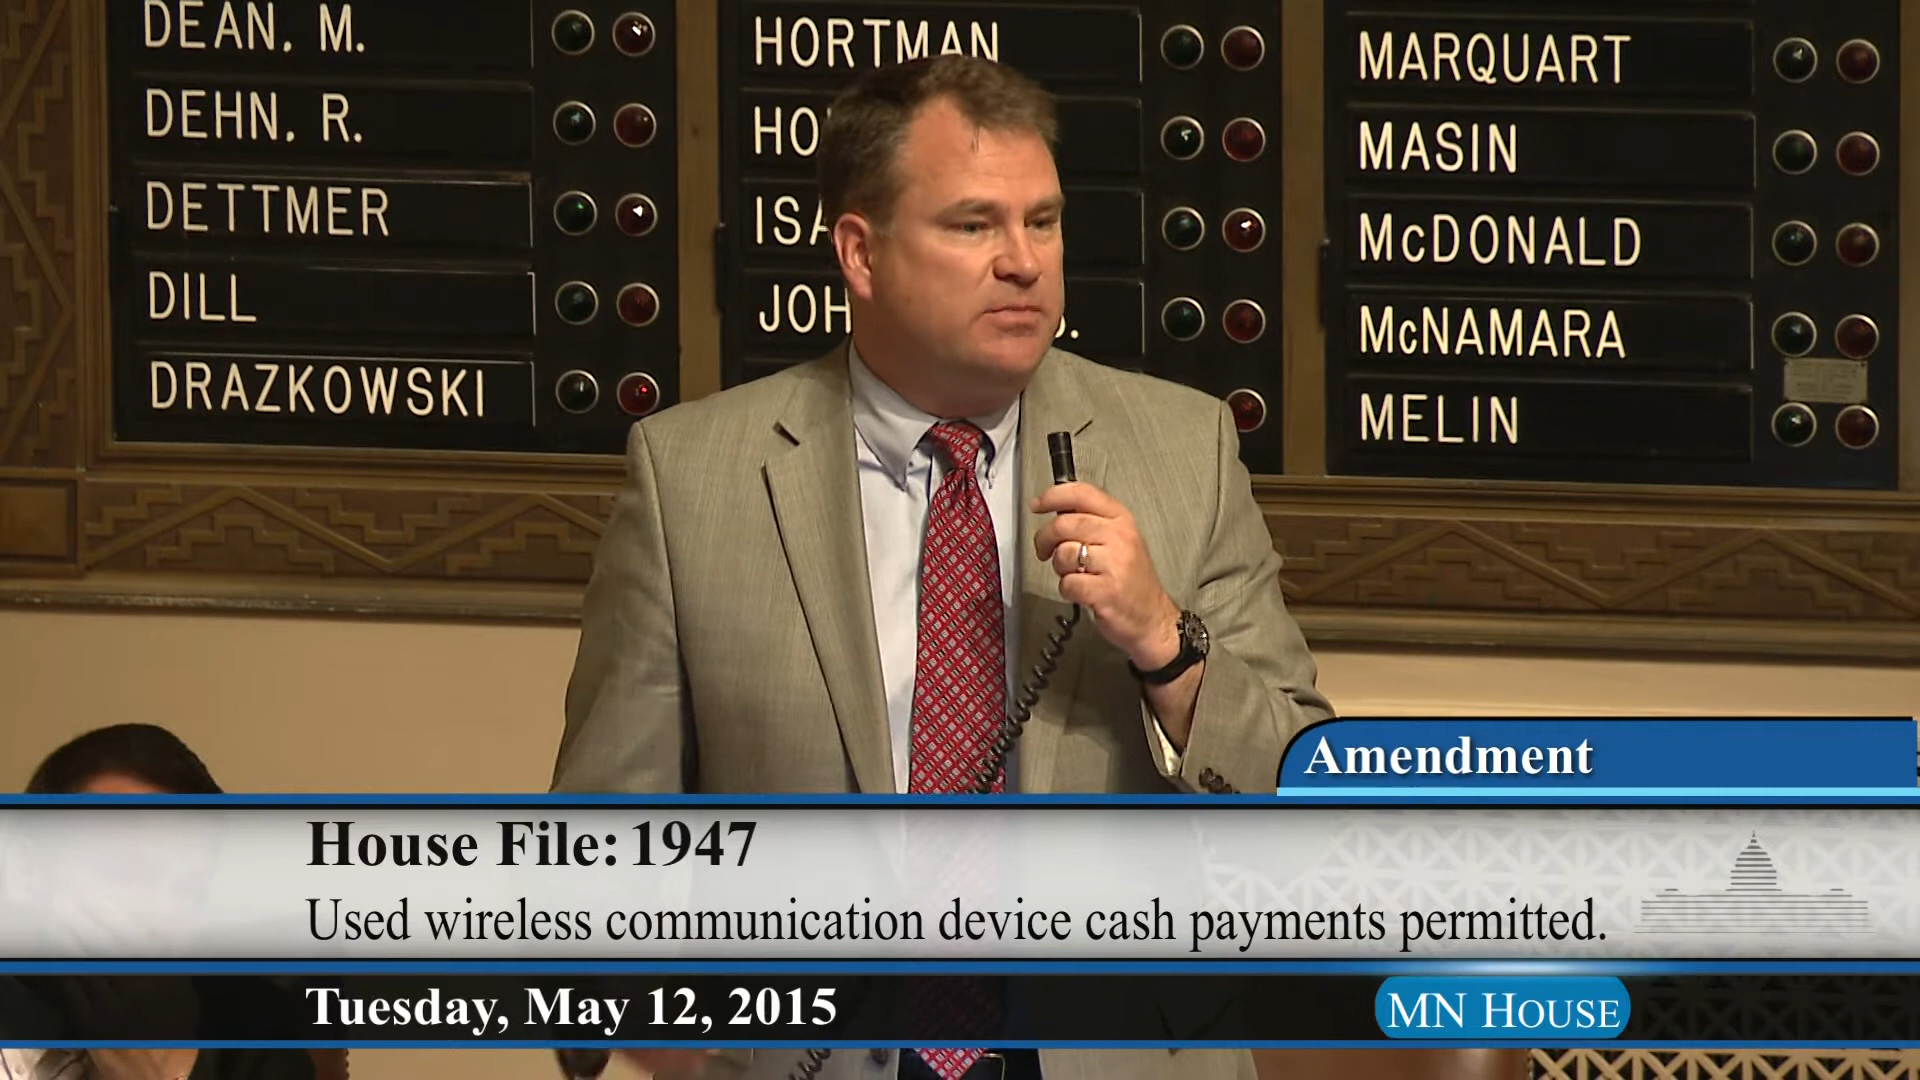 DEAN, M.
DEHN, R.
DETTMER
DILL
DRAZKOWSKI
HORTMAN
MARQUART
MASIN
McDONALD
McNAMARA
MELIN
Amendment
House File: 1947
Used wireless communication device cash payments permitted.
Tuesday, May 12, 2015
MN HOUSE